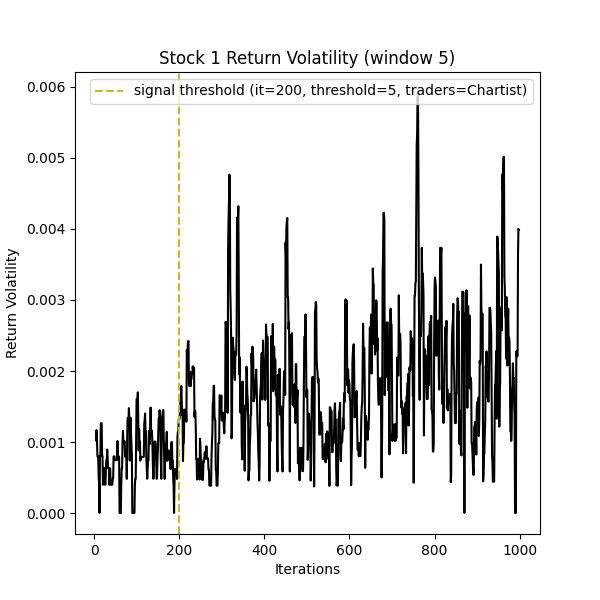 Stock 1 Return Volatility (window 5)
signal threshold (it=200, threshold=5, traders=Chartist)
0.006
0.005
0.004
0.003
0.002
0.001
0.000
Return Volatility
0 200 400 600 800 1000
Iterations